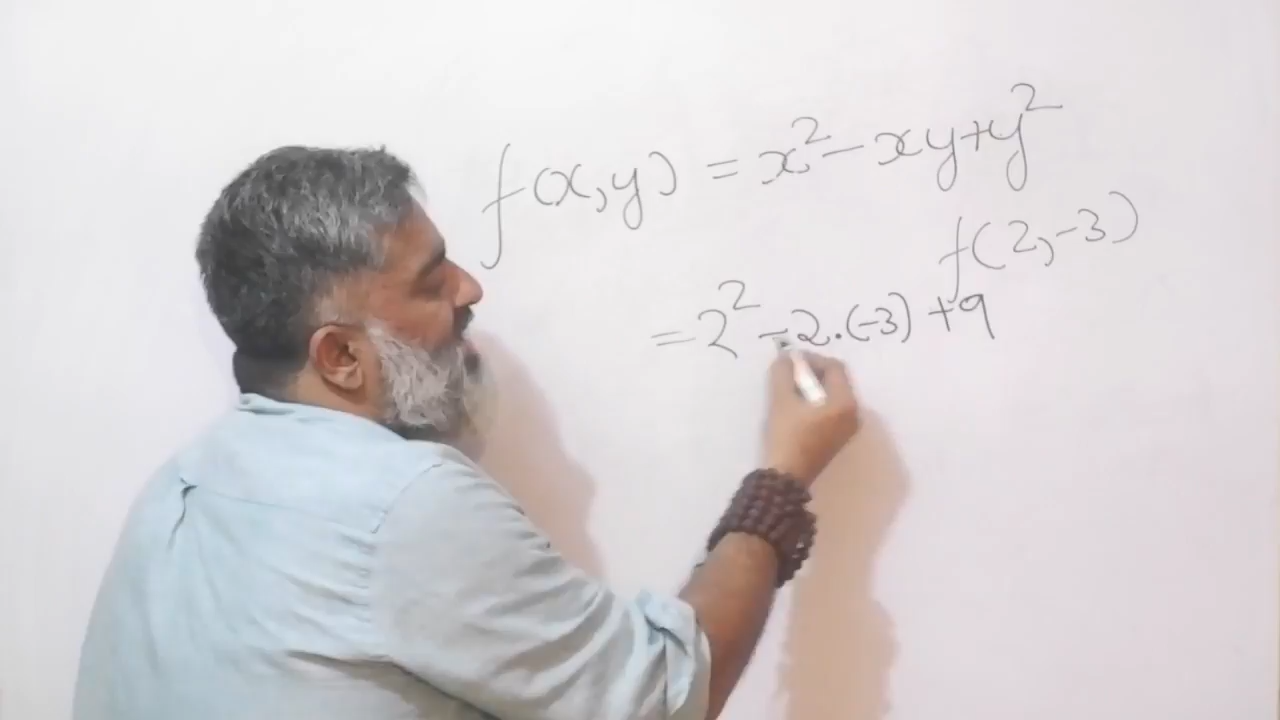 f(x,y) = x² - xy + y²
f(2,-3)
= 2² - 2.(-3) + 9